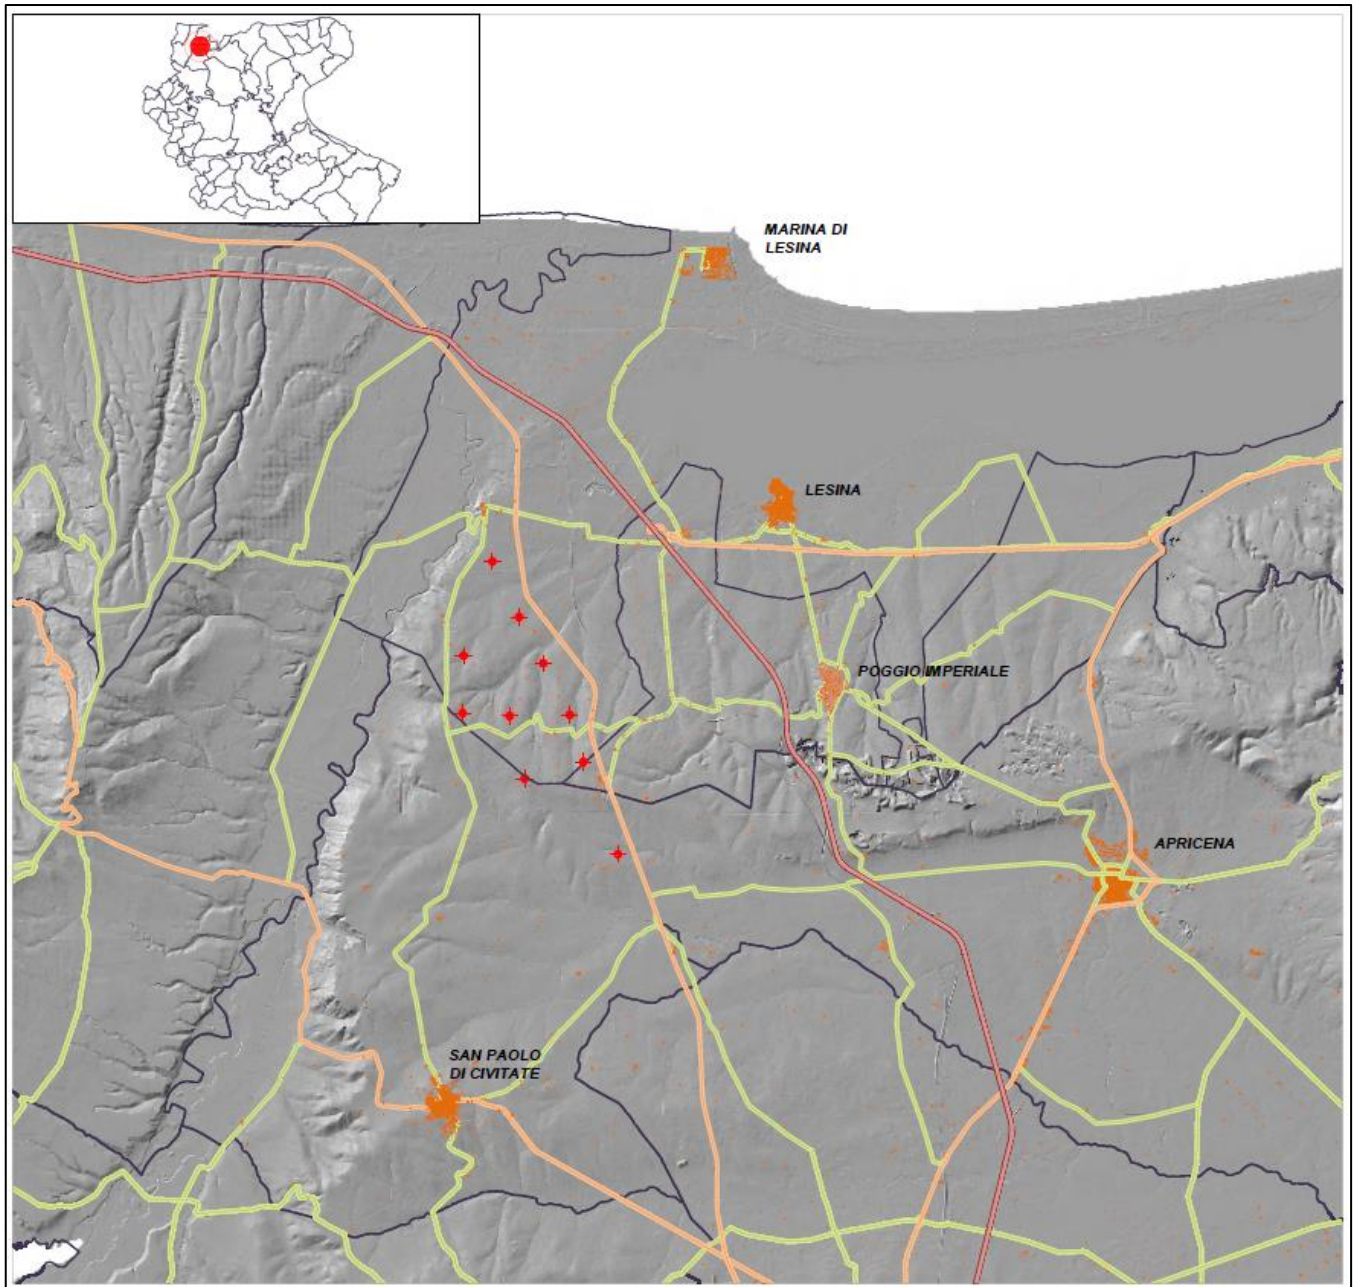 MARINA DI
LESINA
LESINA
POGGIO IMPERIALE
APRICENA
SAN PAOLO
DI CIVITATE